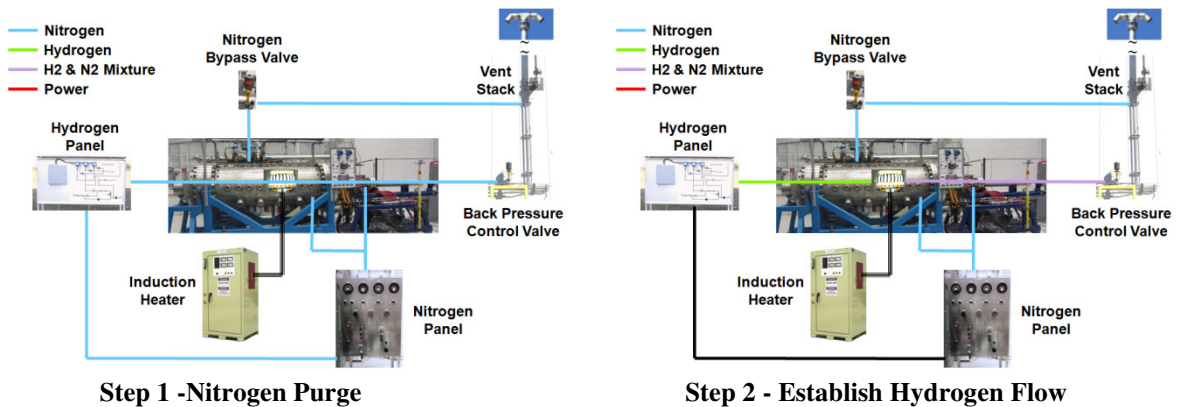 Nitrogen
Hydrogen
H2 & N2 Mixture
Power
Nitrogen
Bypass Valve
Vent
Stack
Hydrogen
Panel
Back Pressure
Control Valve
Induction
Heater
Nitrogen
Panel
Step 1 -Nitrogen Purge
Nitrogen
Hydrogen
H2 & N2 Mixture
Power
Nitrogen
Bypass Valve
Vent
Stack
Hydrogen
Panel
Back Pressure
Control Valve
Induction
Heater
Nitrogen
Panel
Step 2 - Establish Hydrogen Flow